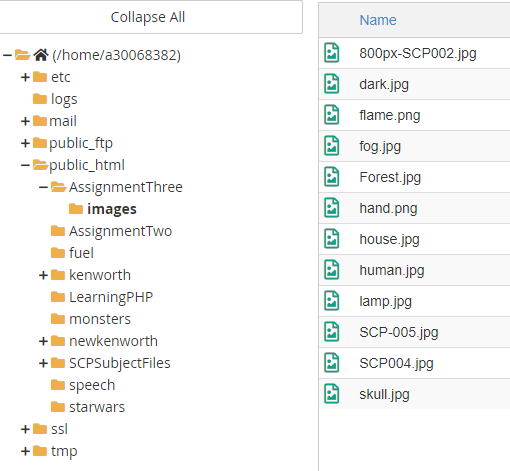 Collapse All
(/home/a30068382)
etc
logs
mail
public_ftp
public_html
AssignmentThree
images
AssignmentTwo
fuel
kenworth
LearningPHP
monsters
newkenworth
SCPSubjectFiles
speech
starwars
ssl
tmp
Name
800px-SCP002.jpg
dark.jpg
flame.png
fog.jpg
Forest.jpg
hand.png
house.jpg
human.jpg
lamp.jpg
SCP-005.jpg
SCP004.jpg
skull.jpg